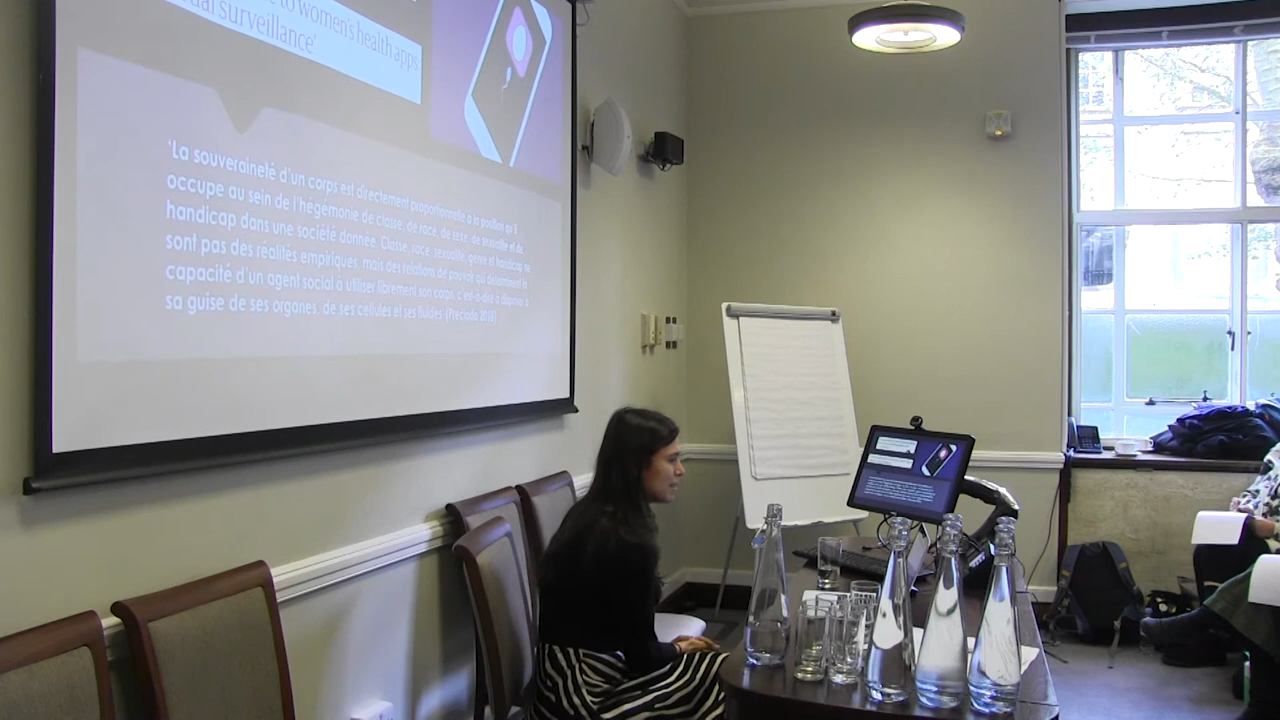 to women's health apps
surveillance'
'La souveraineté d'un corps est directement proportionnelle a la position qu'il
occupe au sein de l'hégémonie de classe, de race, de sexe, de sexualité et de
handicap dans une société donnée. Classe, race, sexualité, genre et handicap ne
sont pas des réalités empiriques, mais des relations de pouvoir qui déterminent la
capacité d'un agent social à utiliser librement son corps, c'est-à-dire a disposer à
sa guise de ses organes, de ses cellules et ses fluides' (Preciado 2018)